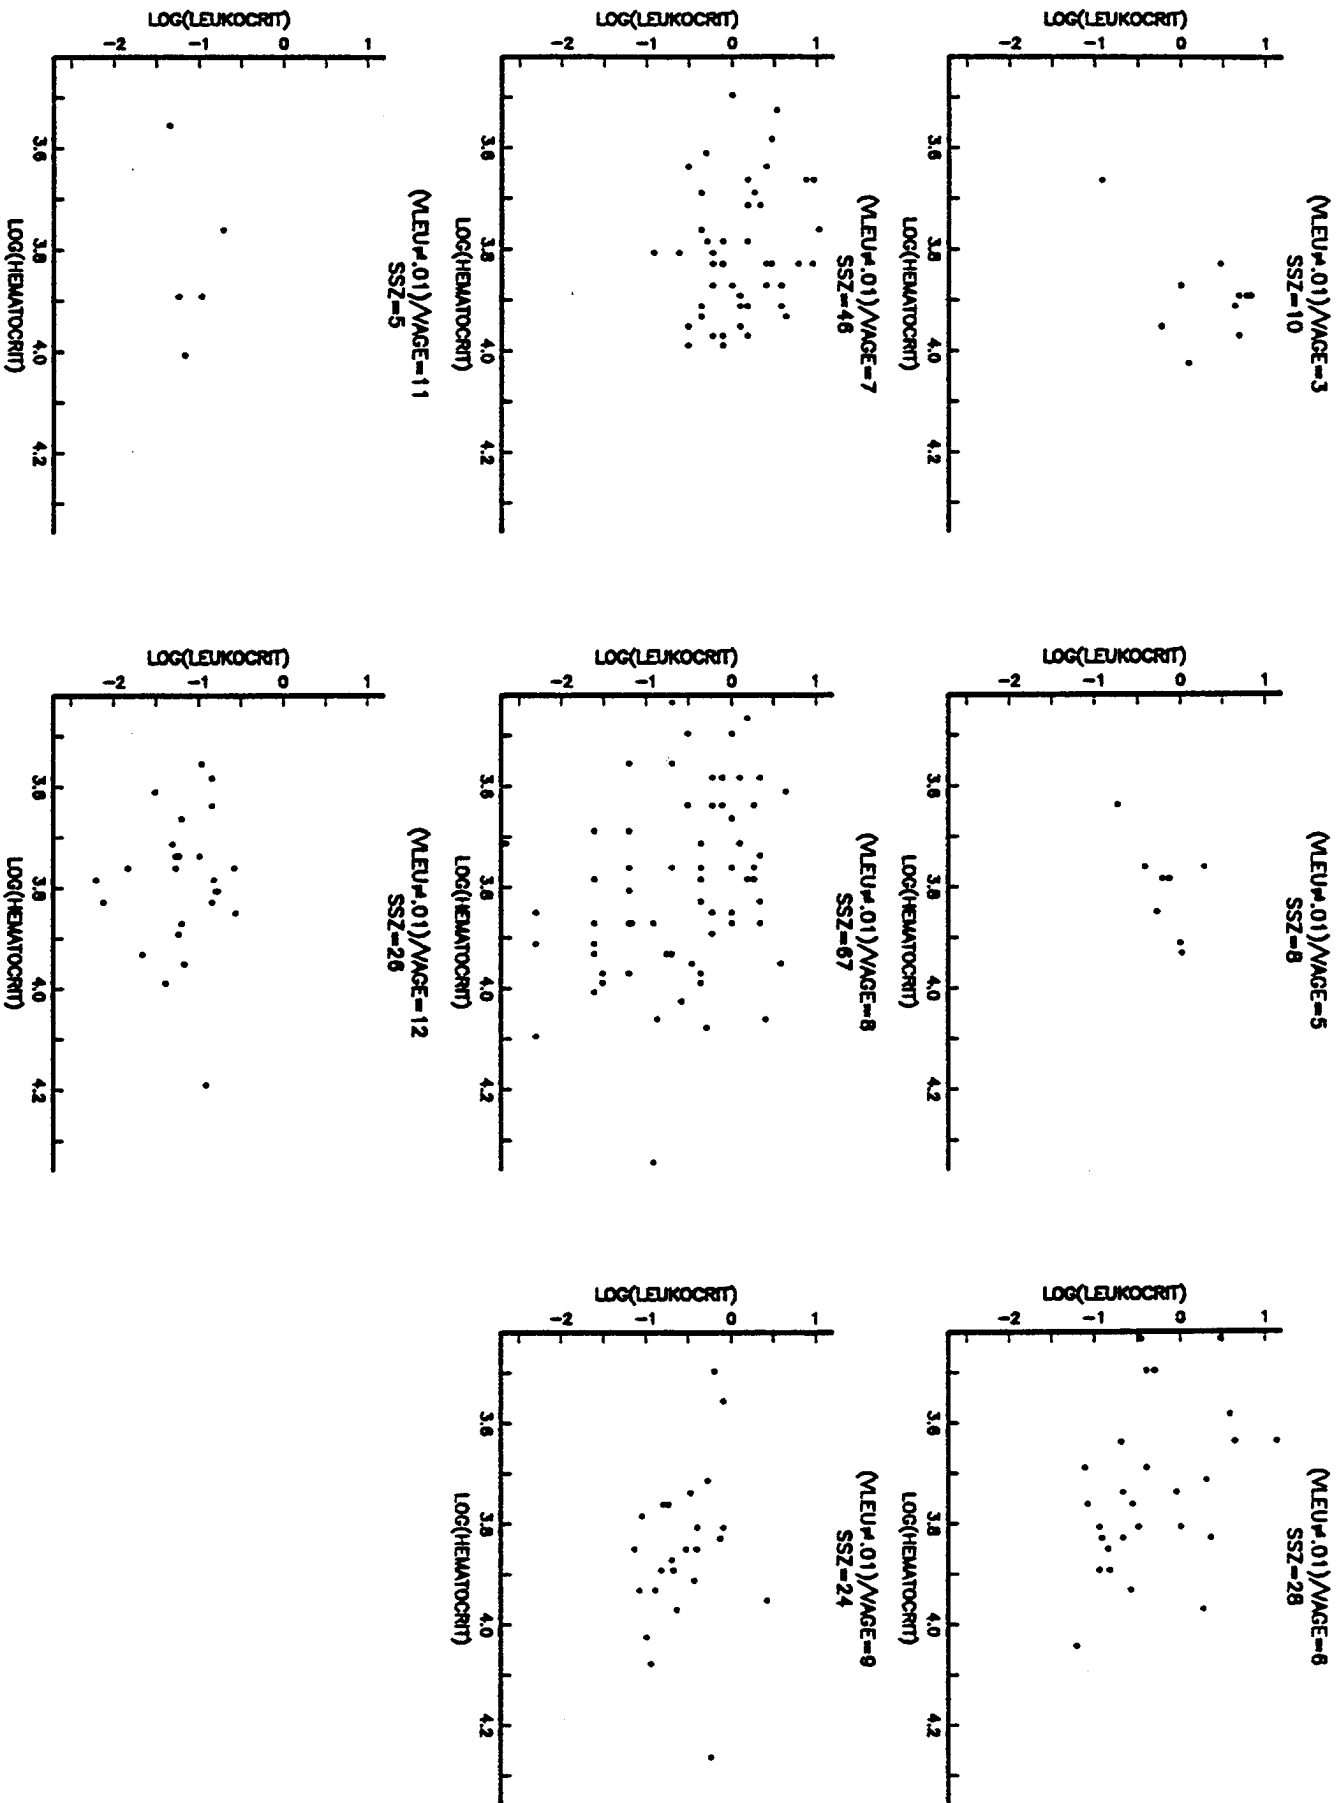 (VLEU≠.01)/VAGE=3
SSZ=10
LOG(LEUKOCRIT)
-2 -1 0 1
3.6 3.8 4.0 4.2
LOG(HEMATOCRIT)
(VLEU≠.01)/VAGE=5
SSZ=8
LOG(LEUKOCRIT)
-2 -1 0 1
3.6 3.8 4.0 4.2
LOG(HEMATOCRIT)
(VLEU≠.01)/VAGE=6
SSZ=28
LOG(LEUKOCRIT)
-2 -1 0 1
3.6 3.8 4.0 4.2
LOG(HEMATOCRIT)
(VLEU≠.01)/VAGE=7
SSZ=46
LOG(LEUKOCRIT)
-2 -1 0 1
3.6 3.8 4.0 4.2
LOG(HEMATOCRIT)
(VLEU≠.01)/VAGE=8
SSZ=67
LOG(LEUKOCRIT)
-2 -1 0 1
3.6 3.8 4.0 4.2
LOG(HEMATOCRIT)
(VLEU≠.01)/VAGE=9
SSZ=24
LOG(LEUKOCRIT)
-2 -1 0 1
3.6 3.8 4.0 4.2
LOG(HEMATOCRIT)
(VLEU≠.01)/VAGE=11
SSZ=5
LOG(LEUKOCRIT)
-2 -1 0 1
3.6 3.8 4.0 4.2
LOG(HEMATOCRIT)
(VLEU≠.01)/VAGE=12
SSZ=26
LOG(LEUKOCRIT)
-2 -1 0 1
3.6 3.8 4.0 4.2
LOG(HEMATOCRIT)